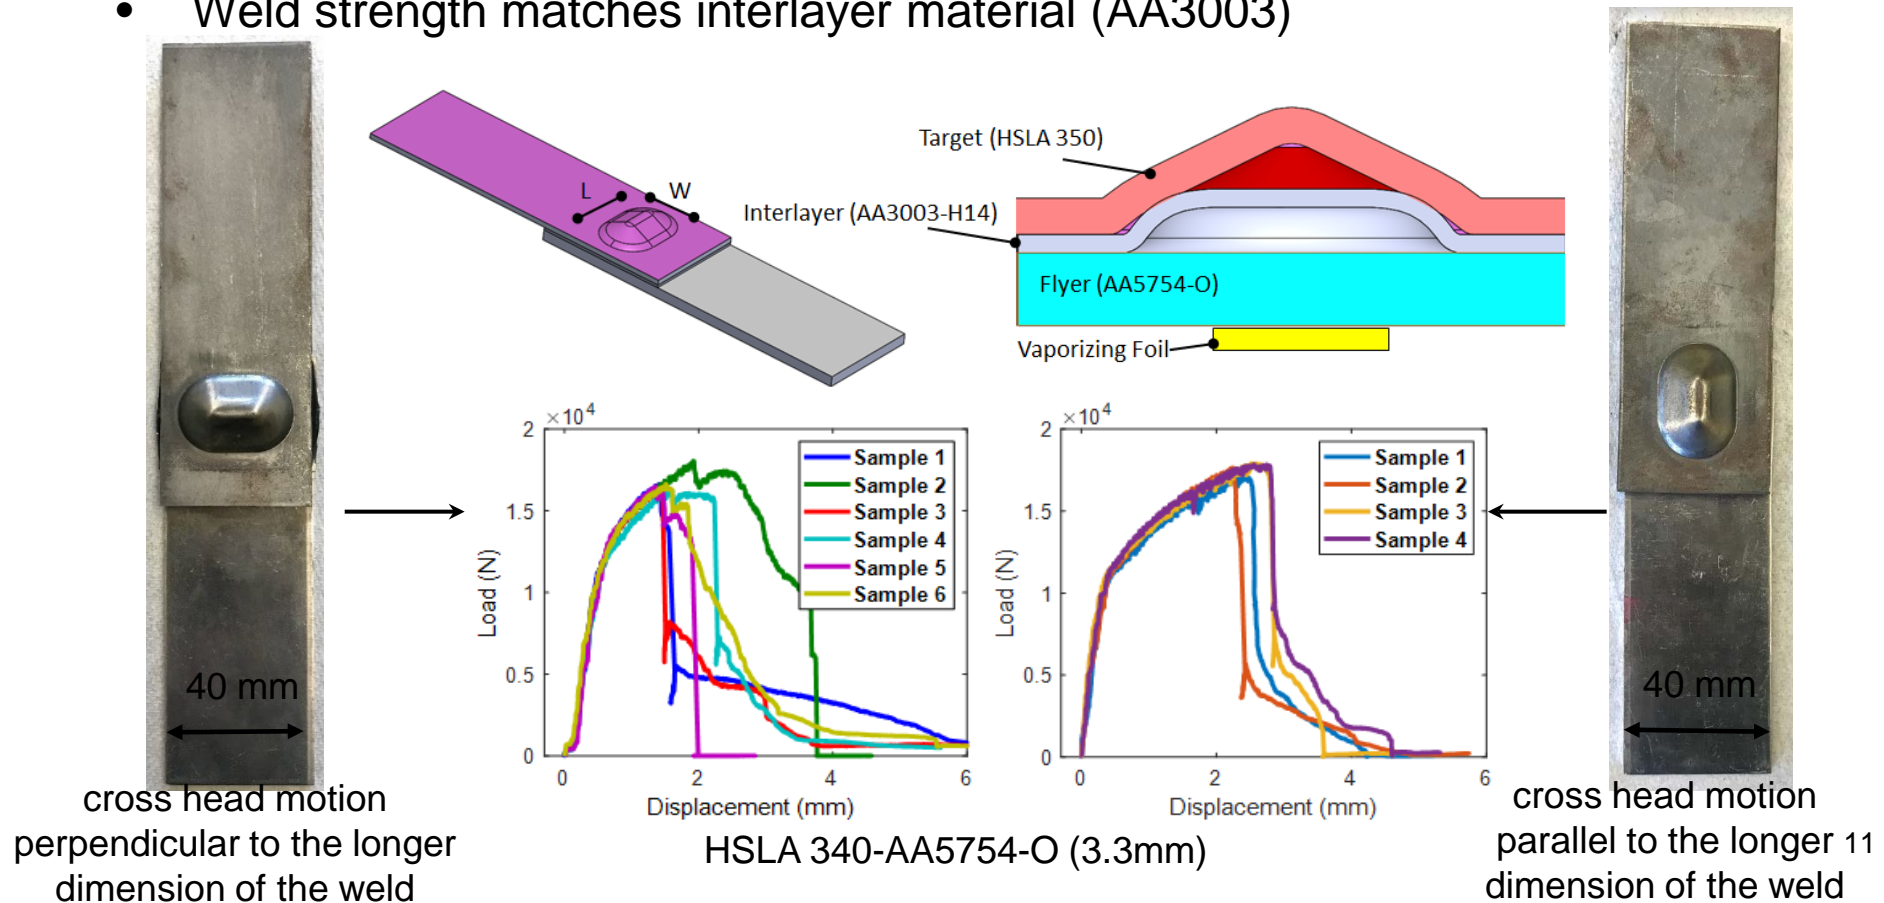 • Weld strength matches interlayer material (AA3003)
L
W
Target (HSLA 350)
Interlayer (AA3003-H14)
Flyer (AA5754-O)
Vaporizing Foil
40 mm
cross head motion
perpendicular to the longer
dimension of the weld
×10^4
2
1.5
1
0.5
0
Load (N)
0 2 4 6
Displacement (mm)
Sample 1
Sample 2
Sample 3
Sample 4
Sample 5
Sample 6
×10^4
2
1.5
1
0.5
0
Load (N)
0 2 4 6
Displacement (mm)
Sample 1
Sample 2
Sample 3
Sample 4
HSLA 340-AA5754-O (3.3mm)
40 mm
cross head motion
parallel to the longer
dimension of the weld
11